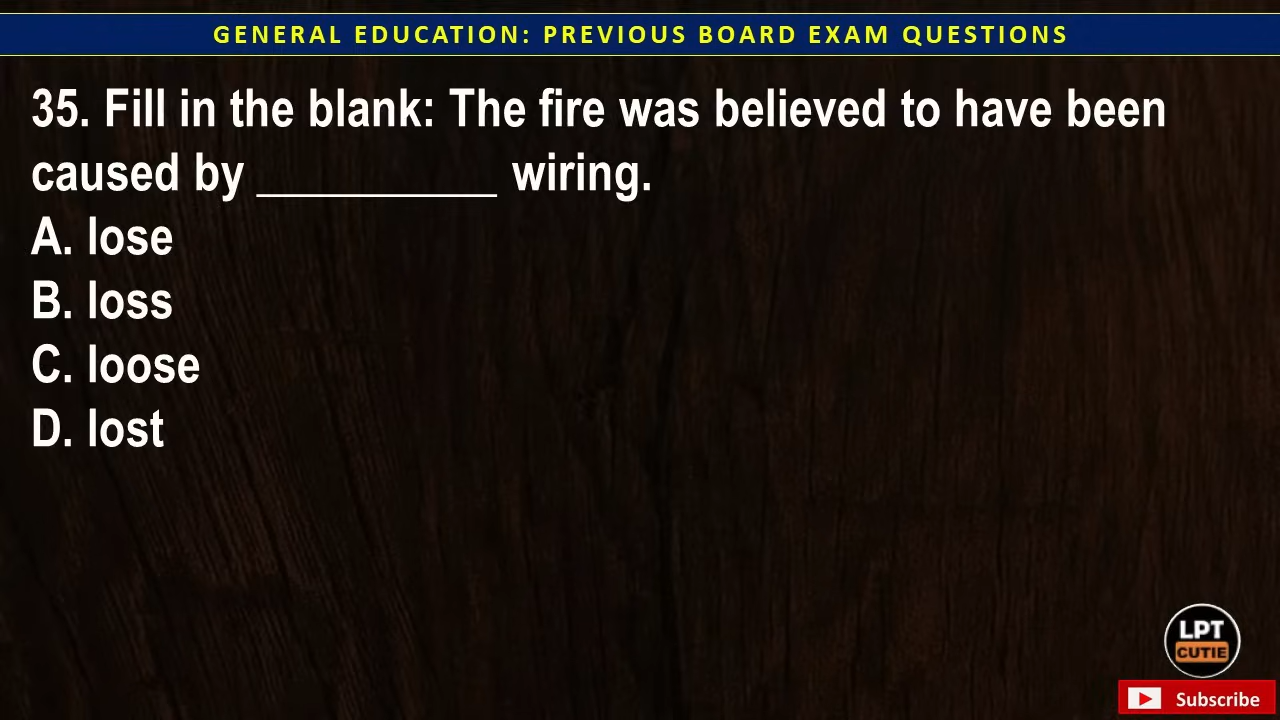 GENERAL EDUCATION: PREVIOUS BOARD EXAM QUESTIONS
35. Fill in the blank: The fire was believed to have been
caused by __________ wiring.
A. lose
B. loss
C. loose
D. lost
LPT
CUTIE
Subscribe